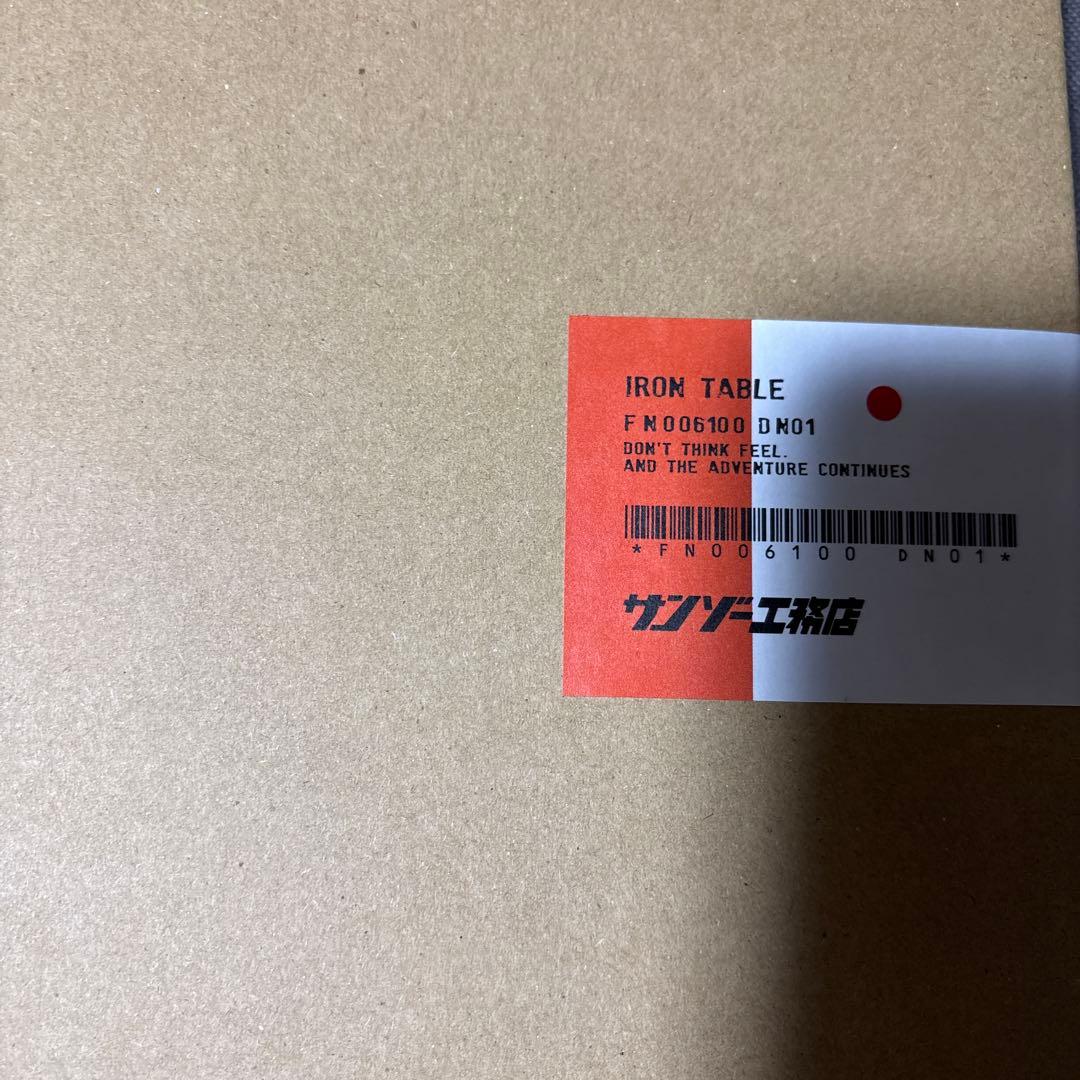 IRON TABLE
FN006100 DN01
DON'T THINK FEEL.
AND THE ADVENTURE CONTINUES
*FN006100 DN01*
サンゾー工務店